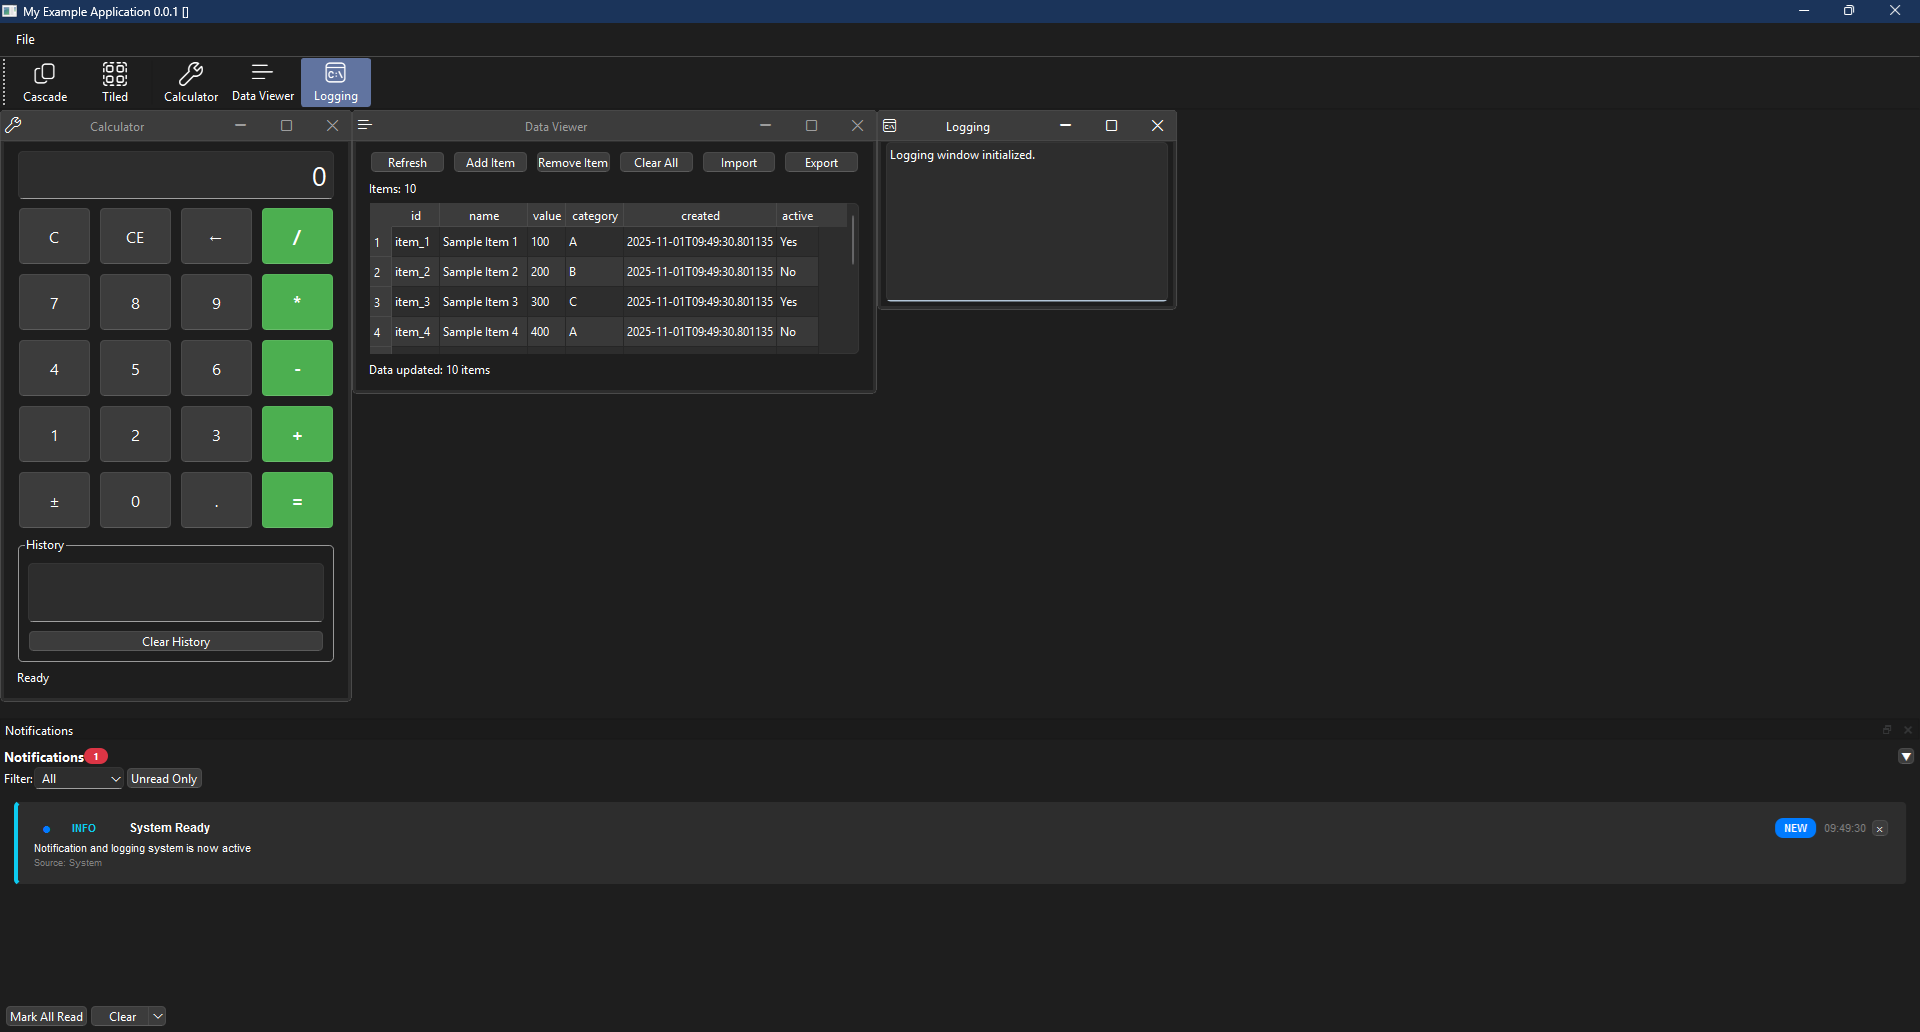 My Example Application 0.0.1 []
File
Cascade
Tiled
Calculator
Data Viewer
C:\
Logging
Calculator
0
C CE ← /
7 8 9 *
4 5 6 -
1 2 3 +
± 0 . =
History
Clear History
Ready
Data Viewer
Refresh Add Item Remove Item Clear All Import Export
Items: 10
id name value category created active
1 item_1 Sample Item 1 100 A 2025-11-01T09:49:30.801135 Yes
2 item_2 Sample Item 2 200 B 2025-11-01T09:49:30.801135 No
3 item_3 Sample Item 3 300 C 2025-11-01T09:49:30.801135 Yes
4 item_4 Sample Item 4 400 A 2025-11-01T09:49:30.801135 No
Data updated: 10 items
Logging
Logging window initialized.
Notifications
Notifications 1
Filter: All Unread Only
INFO System Ready NEW 09:49:30
Notification and logging system is now active
Source: System
Mark All Read Clear